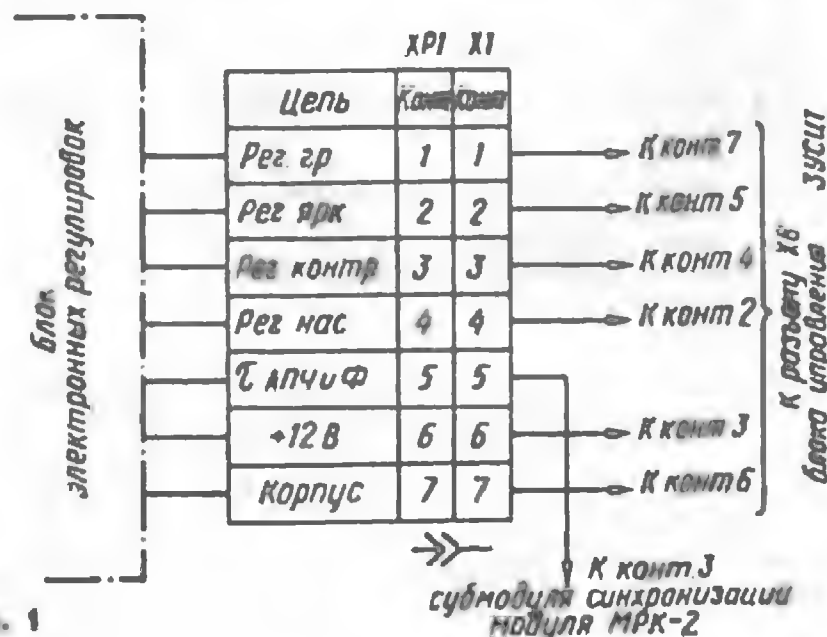 XP1 X1
Цепь Конт Конт
Рег. гр 1 1 К конт 7
Рег ярк 2 2 К конт 5
Рег контр 3 3 К конт 4
Рег нас 4 4 К конт 2
τ АПЧиФ 5 5
+12 В 6 6 К конт 3
Корпус 7 7 К конт 6
Блок
электронных регулировок
К разъему X6
блока управления ЗУСЦТ
К конт. 3
субмодуля синхронизации
модуля МРК-2
. 1